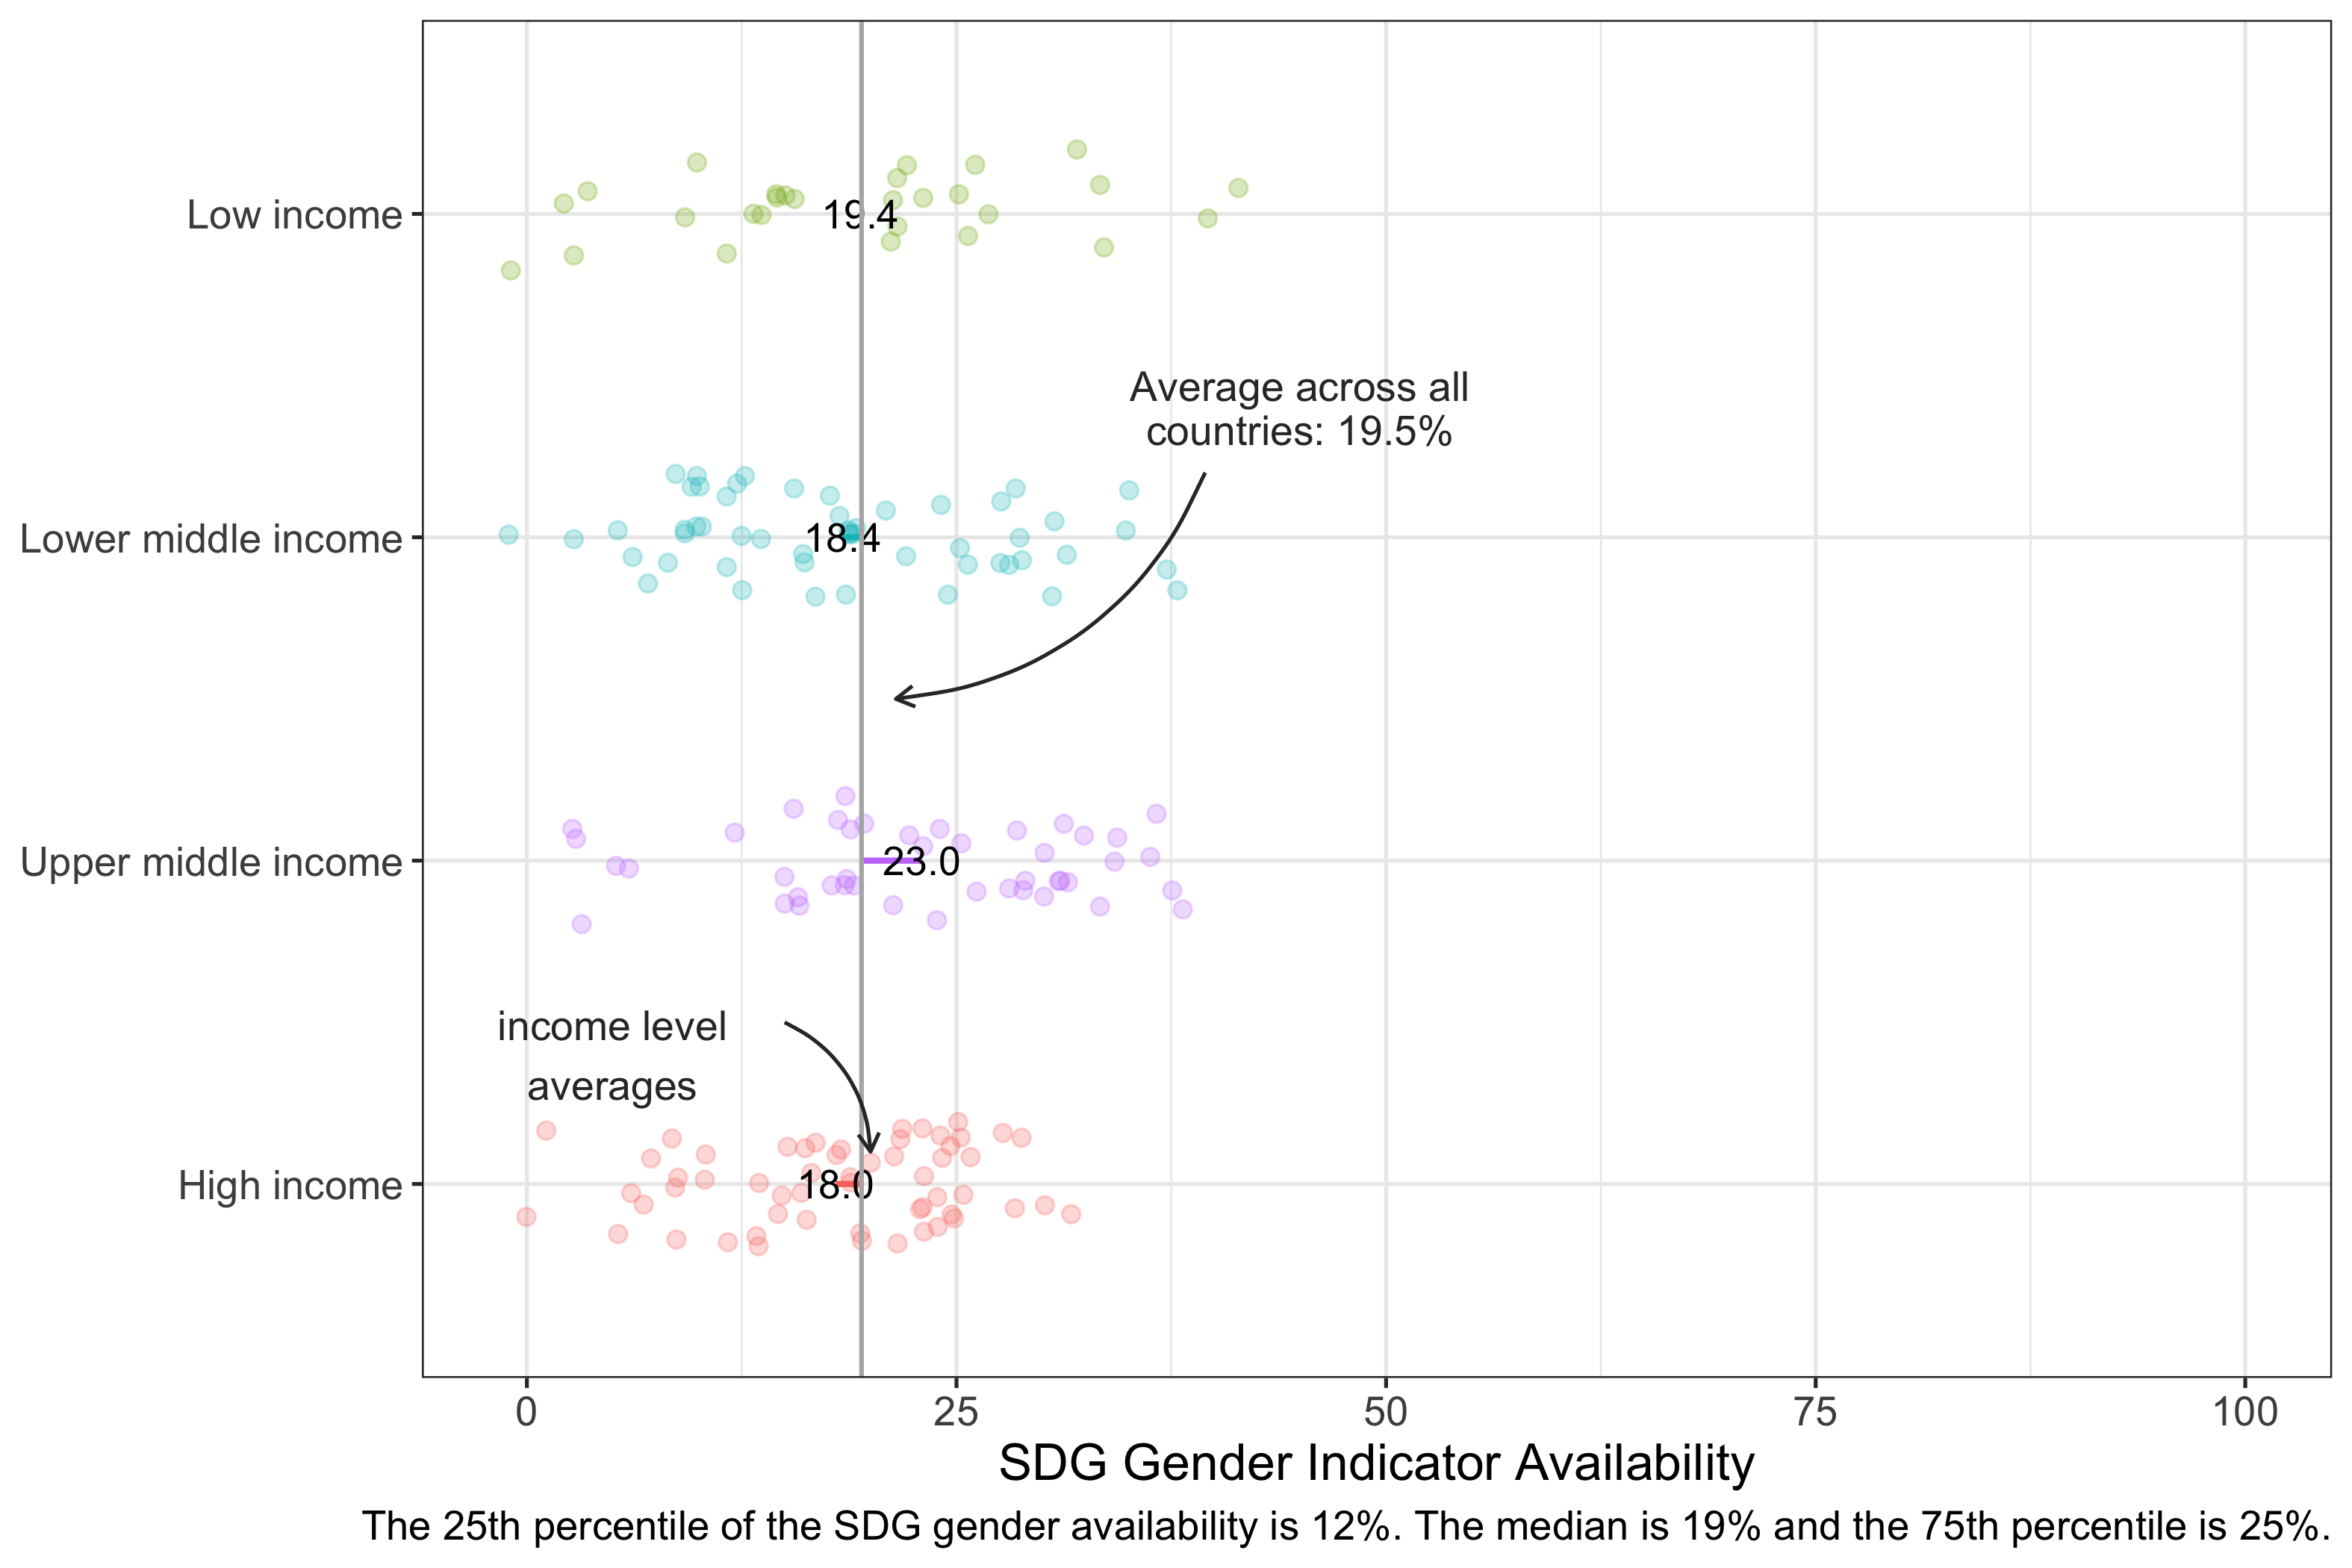 Low income
19.4
Average across all
countries: 19.5%
Lower middle income
18.4
Upper middle income
23.0
income level
averages
High income
18.0
0 25 50 75 100
SDG Gender Indicator Availability
The 25th percentile of the SDG gender availability is 12%. The median is 19% and the 75th percentile is 25%.